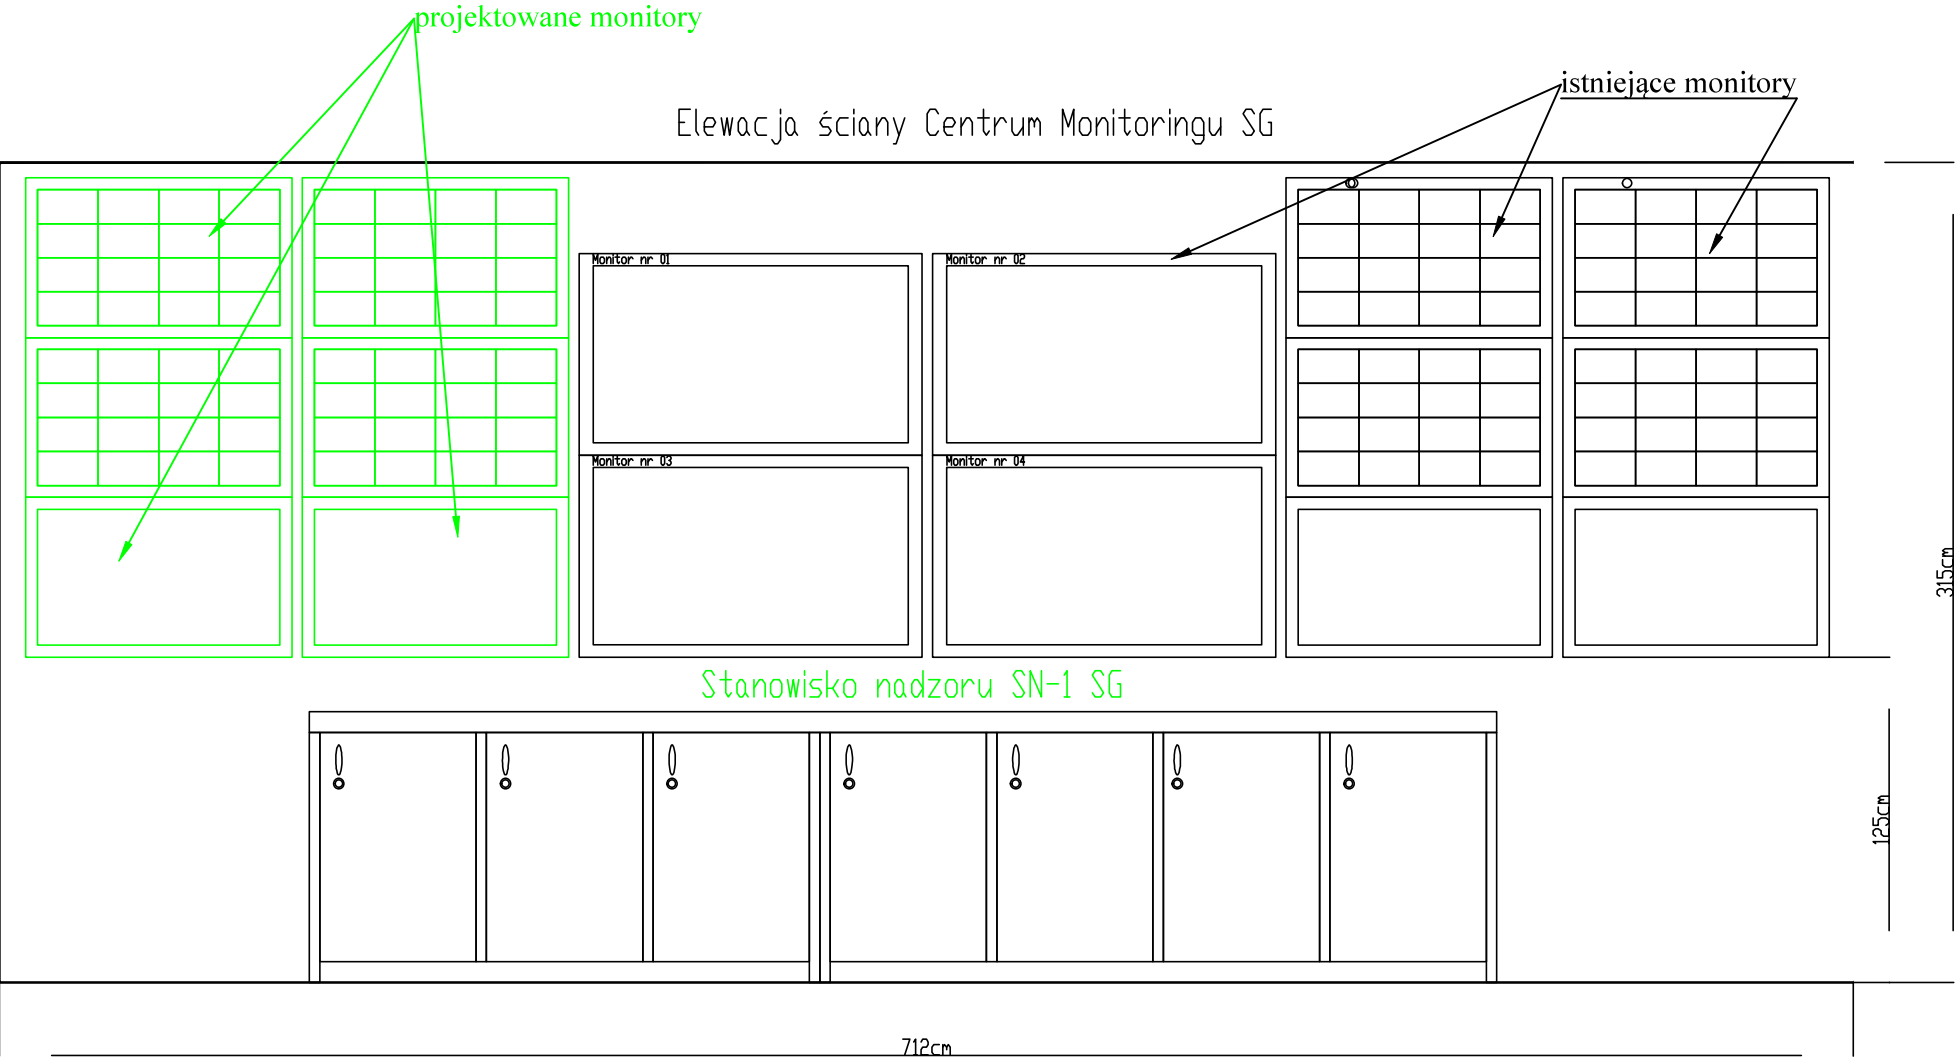 projektowane monitory
istniejące monitory
Elewacja ściany Centrum Monitoringu SG
Monitor nr 01
Monitor nr 02
Monitor nr 03
Monitor nr 04
315cm
Stanowisko nadzoru SN-1 SG
125cm
712cm